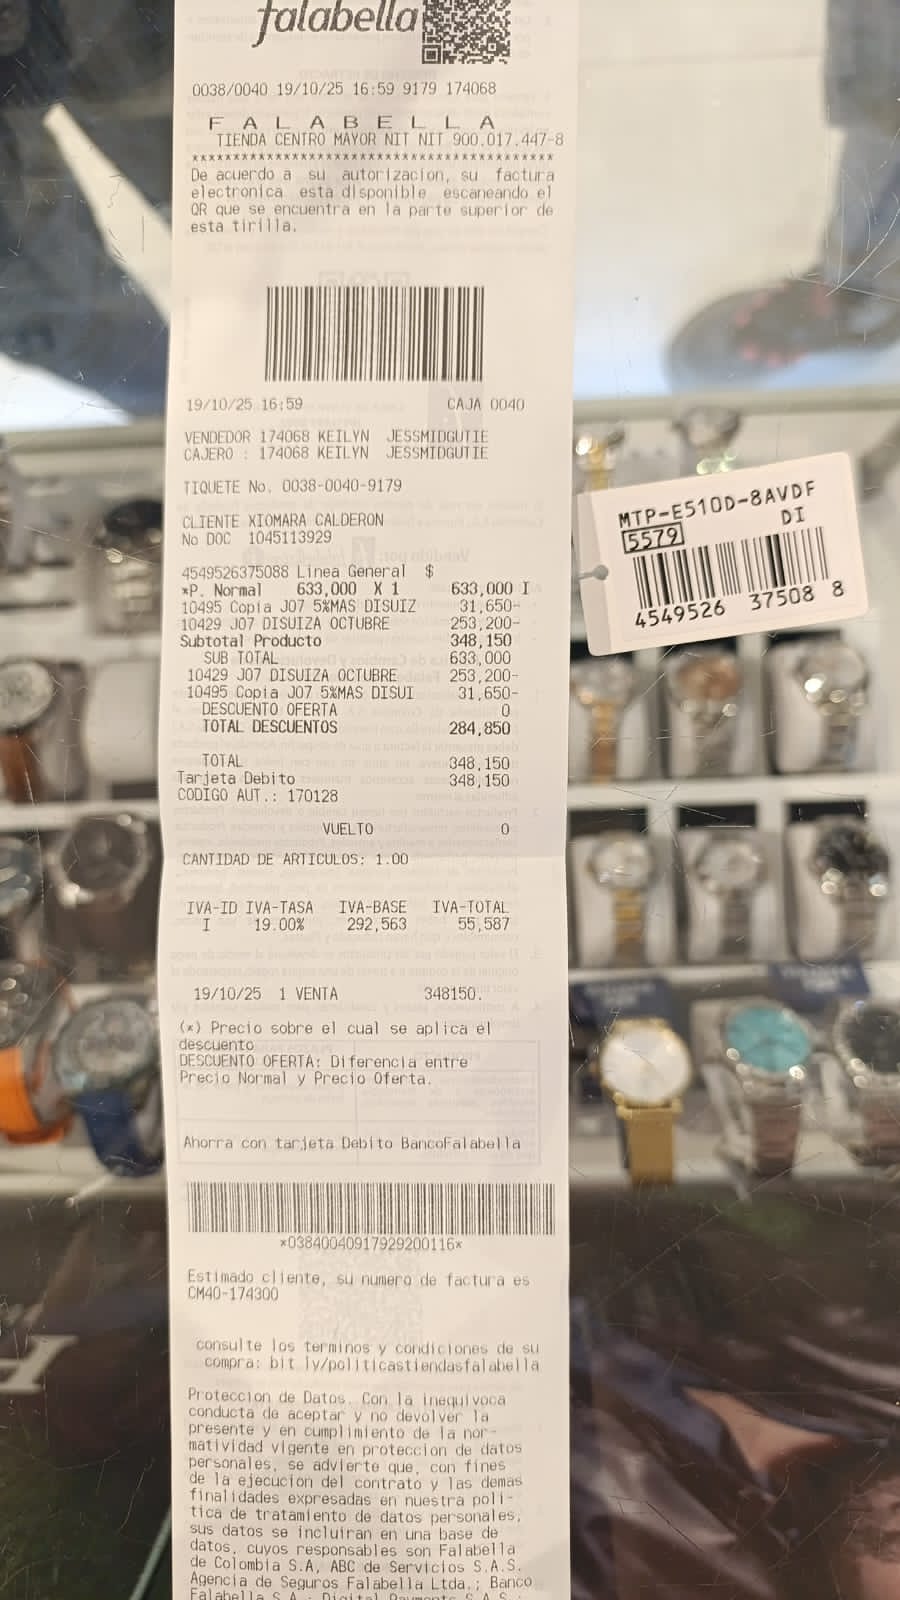 falabella
0038/0040 19/10/25 16:59 9179 174068
F A L A B E L L A
TIENDA CENTRO MAYOR NIT NIT 900.017.447-8
********************************************
De acuerdo a su autorizacion, su factura
electronica esta disponible escaneando el
QR que se encuentra en la parte superior de
esta tirilla.
19/10/25 16:59 CAJA 0040
VENDEDOR 174068 KEILYN JESSMIDGUTIE
CAJERO : 174068 KEILYN JESSMIDGUTIE
TIQUETE No. 0038-0040-9179
CLIENTE XIOMARA CALDERON
No DOC 1045113929
4549526375088 Linea General $
*P. Normal 633,000 X 1 633,000 I
10495 Copia J07 5%MAS DISUIZ 31,650-
10429 J07 DISUIZA OCTUBRE 253,200-
Subtotal Producto 348,150
SUB TOTAL 633,000
10429 J07 DISUIZA OCTUBRE 253,200-
10495 Copia J07 5%MAS DISUI 31,650-
DESCUENTO OFERTA 0
TOTAL DESCUENTOS 284,850
TOTAL 348,150
Tarjeta Debito 348,150
CODIGO AUT.: 170128
VUELTO 0
CANTIDAD DE ARTICULOS: 1.00
IVA-ID IVA-TASA IVA-BASE IVA-TOTAL
I 19.00% 292,563 55,587
19/10/25 1 VENTA 348150.
(*) Precio sobre el cual se aplica el
descuento
DESCUENTO OFERTA: Diferencia entre
Precio Normal y Precio Oferta.
Ahorra con tarjeta Debito BancoFalabella
*03840040917929200116*
Estimado cliente, su numero de factura es
CM40-174300
consulte los terminos y condiciones de su
compra: bit.ly/politicastiendasfalabella
Proteccion de Datos. Con la inequivoca
conducta de aceptar y no devolver la
presente y en cumplimiento de la nor-
matividad vigente en proteccion de datos
personales, se advierte que, con fines
de la ejecucion del contrato y las demas
finalidades expresadas en nuestra poli-
tica de tratamiento de datos personales,
sus datos se incluiran en una base de
datos, cuyos responsables son Falabella
de Colombia S.A, ABC de Servicios S.A.S.
Agencia de Seguros Falabella Ltda.; Banco
Falabella S.A.; Digital Payments S.A.S.;
MTP-E510D-8AVDF
5579 DI
4549526 37508 8